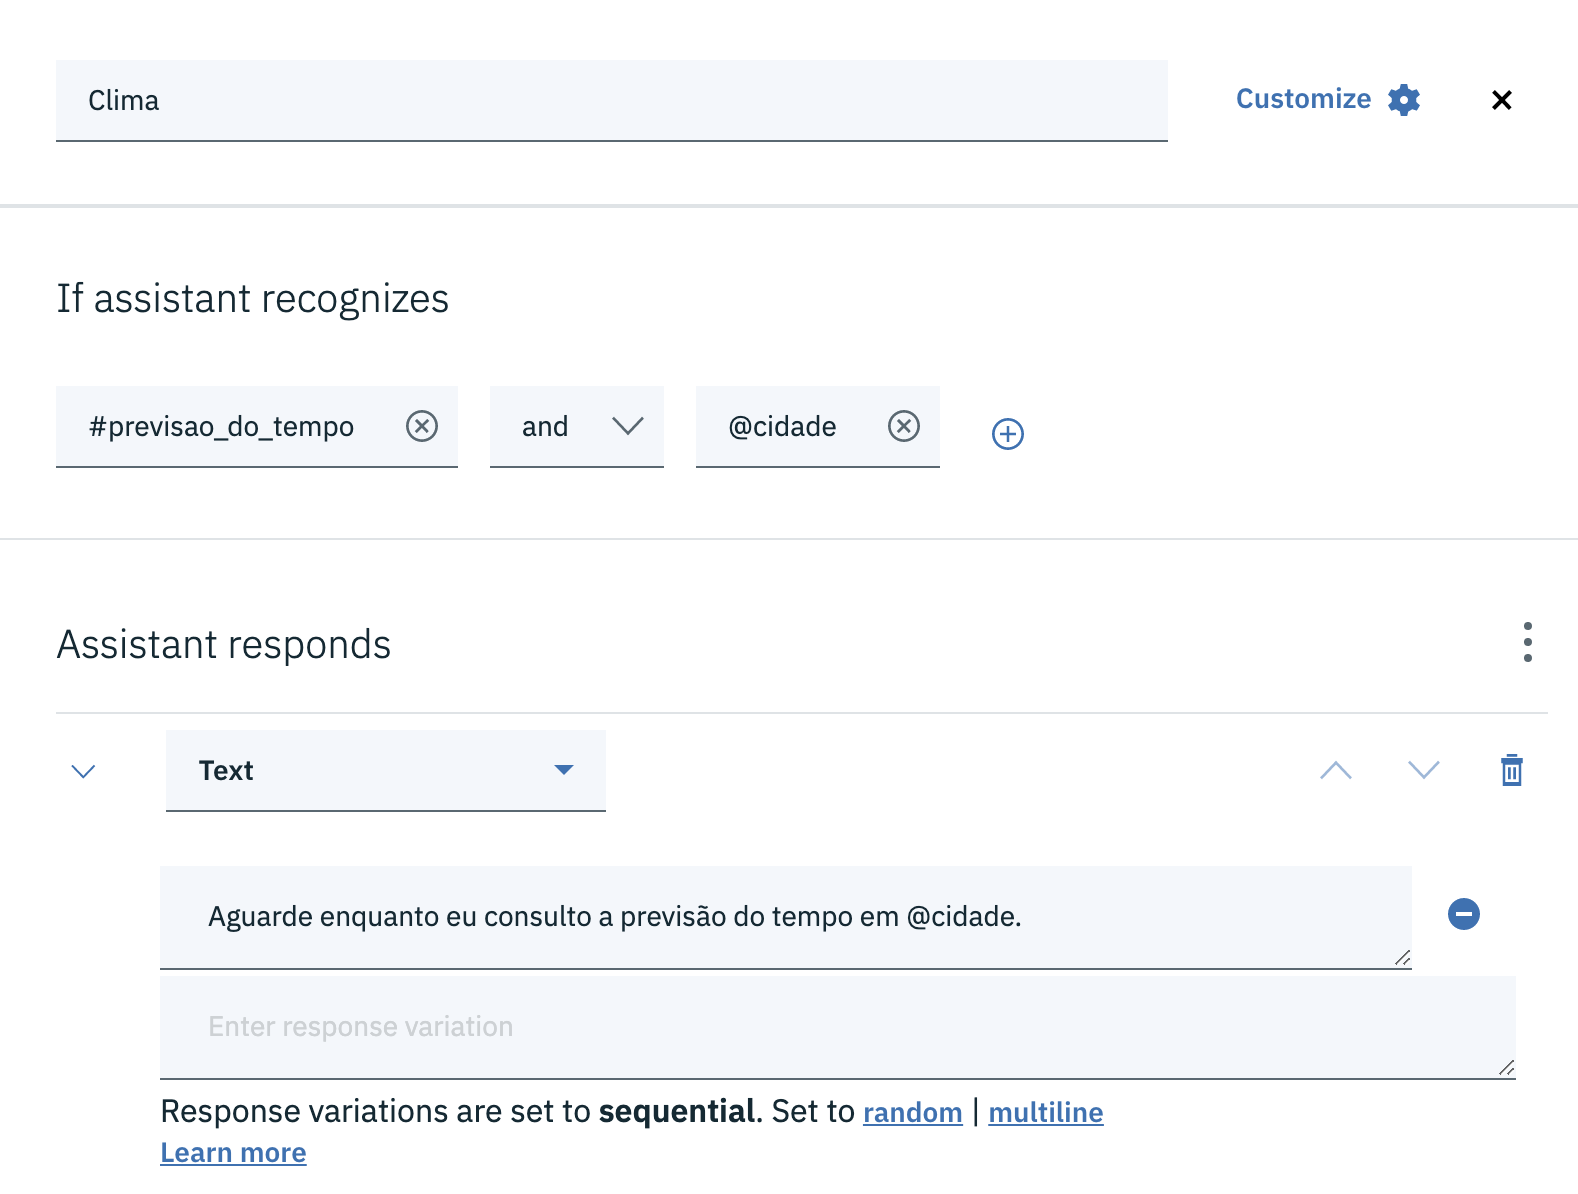 Clima
Customize
If assistant recognizes
#previsao_do_tempo and @cidade
Assistant responds
Text
Aguarde enquanto eu consulto a previsão do tempo em @cidade.
Enter response variation
Response variations are set to sequential. Set to random | multiline
Learn more